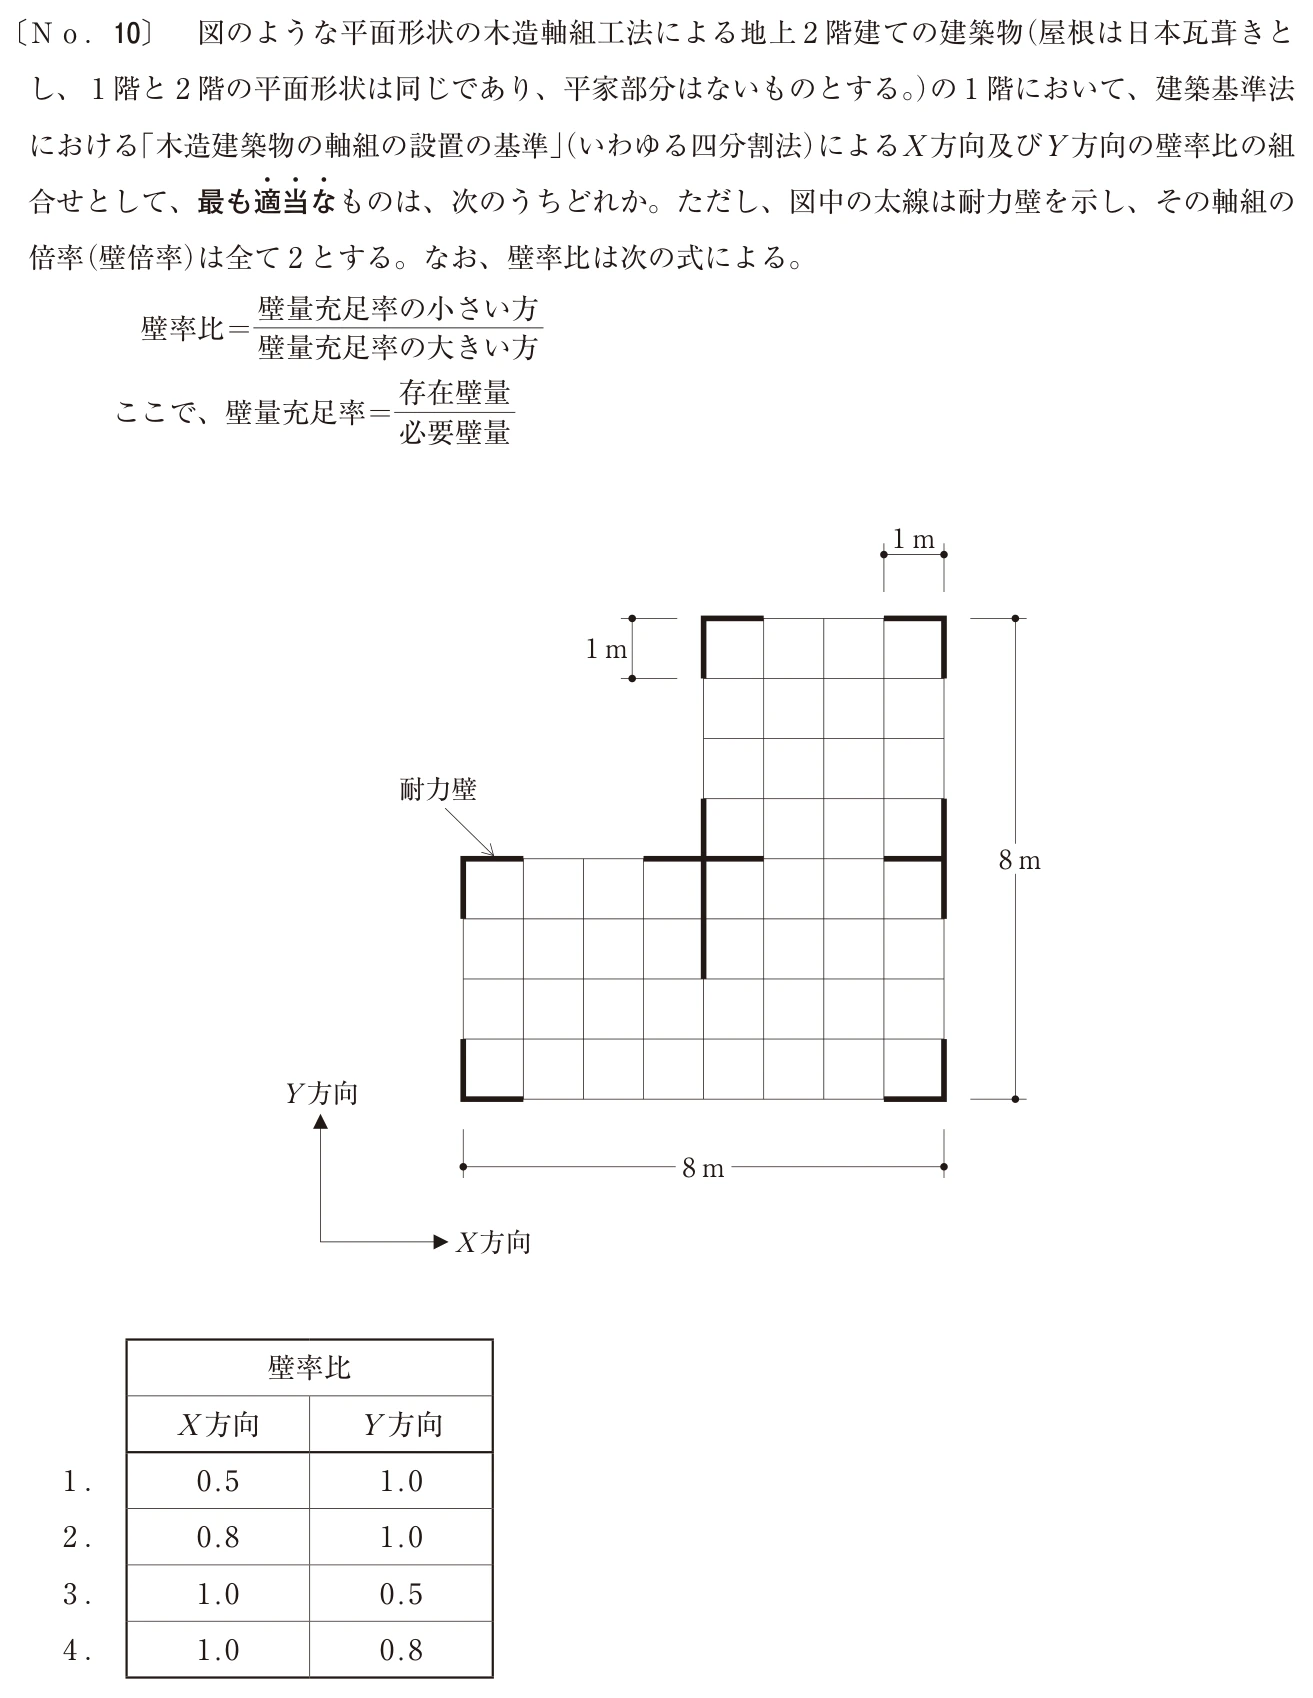 〔No. 10〕　図のような平面形状の木造軸組工法による地上2階建ての建築物(屋根は日本瓦葺きと
し、1階と2階の平面形状は同じであり、平家部分はないものとする。)の1階において、建築基準法
における「木造建築物の軸組の設置の基準」(いわゆる四分割法)によるX方向及びY方向の壁率比の組
合せとして、最も適当なものは、次のうちどれか。ただし、図中の太線は耐力壁を示し、その軸組の
倍率(壁倍率)は全て2とする。なお、壁率比は次の式による。
壁率比=壁量充足率の小さい方/壁量充足率の大きい方
ここで、壁量充足率=存在壁量/必要壁量
1 m
1 m
耐力壁
8 m
Y方向
8 m
X方向
壁率比
X方向 Y方向
1. 0.5 1.0
2. 0.8 1.0
3. 1.0 0.5
4. 1.0 0.8